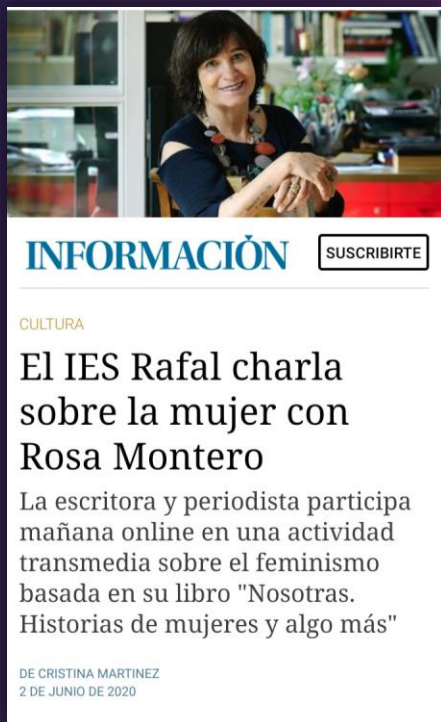 INFORMACIÓN
SUSCRIBIRTE
CULTURA
El IES Rafal charla
sobre la mujer con
Rosa Montero
La escritora y periodista participa
mañana online en una actividad
transmedia sobre el feminismo
basada en su libro "Nosotras.
Historias de mujeres y algo más"
DE CRISTINA MARTINEZ
2 DE JUNIO DE 2020